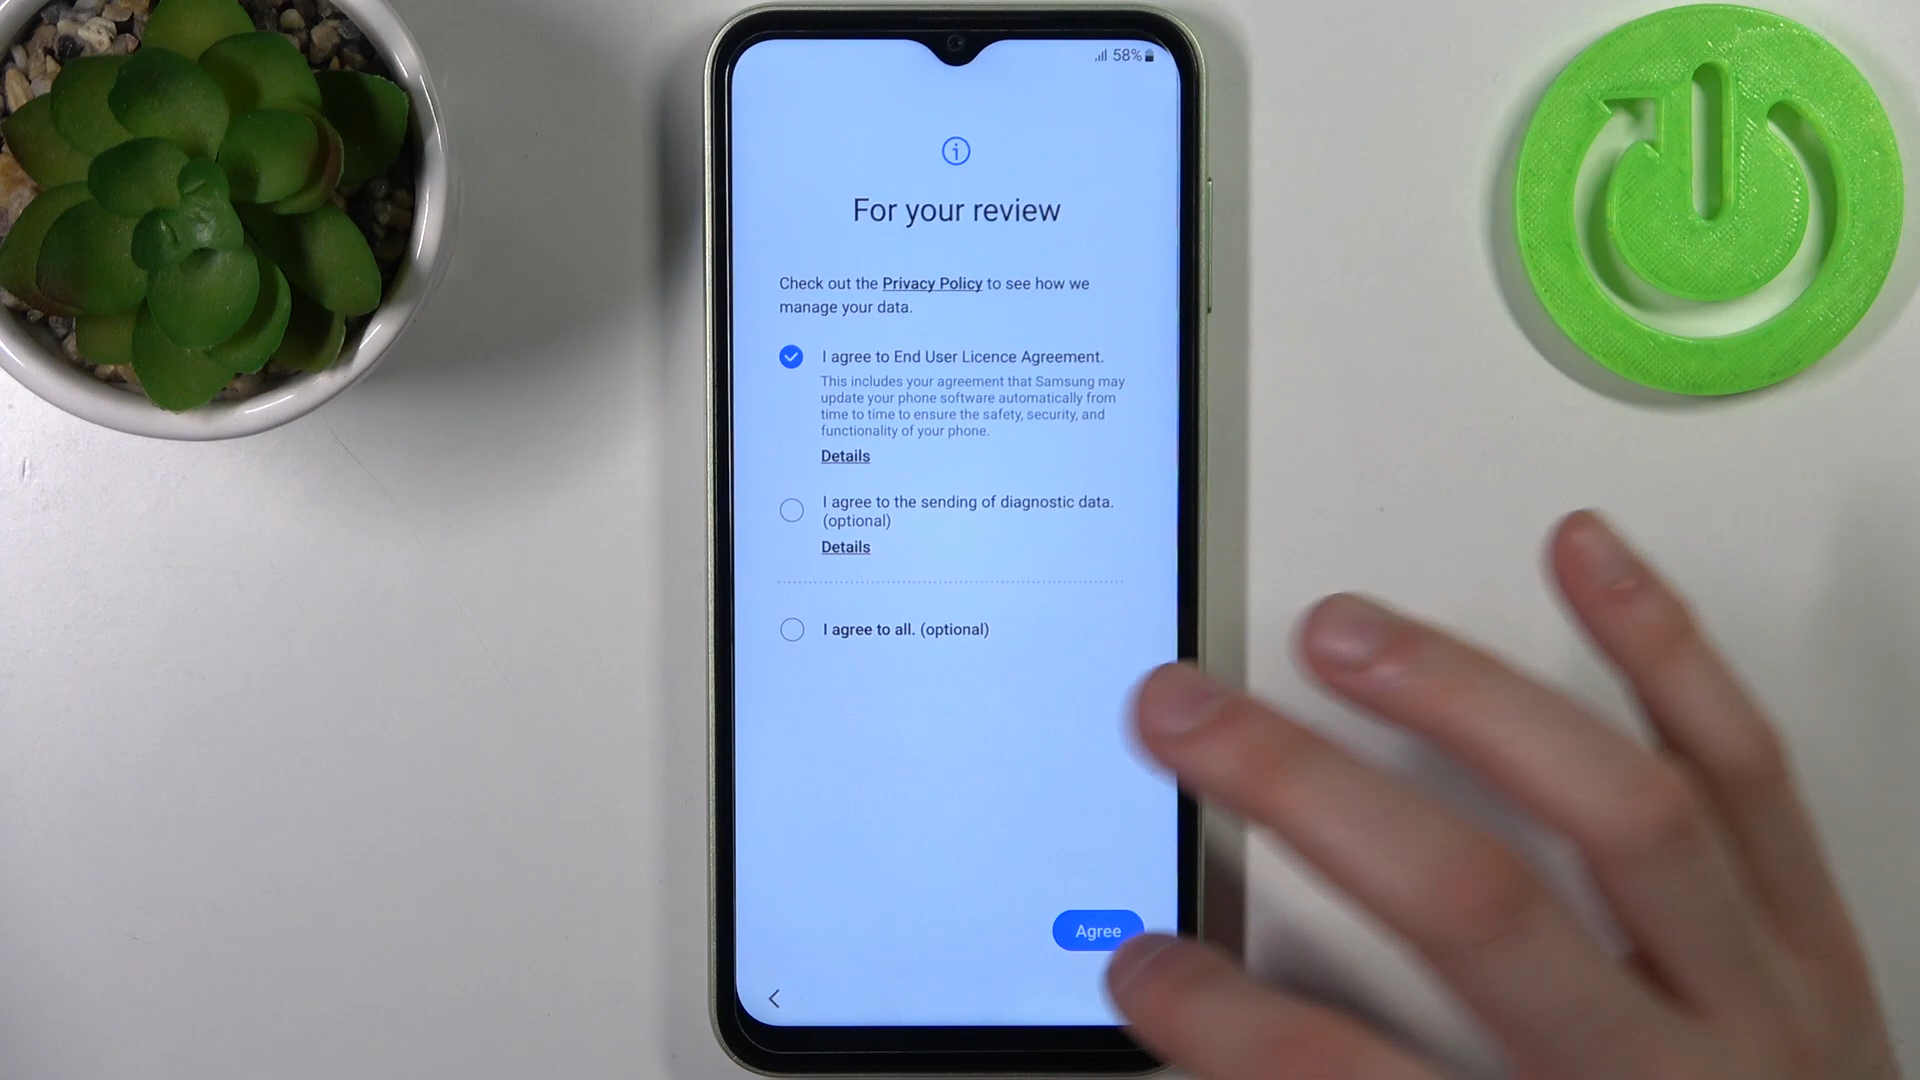 58%
For your review
Check out the Privacy Policy to see how we
manage your data.
I agree to End User Licence Agreement.
This includes your agreement that Samsung may
update your phone software automatically from
time to time to ensure the safety, security, and
functionality of your phone.
Details
I agree to the sending of diagnostic data.
(optional)
Details
I agree to all. (optional)
Agree